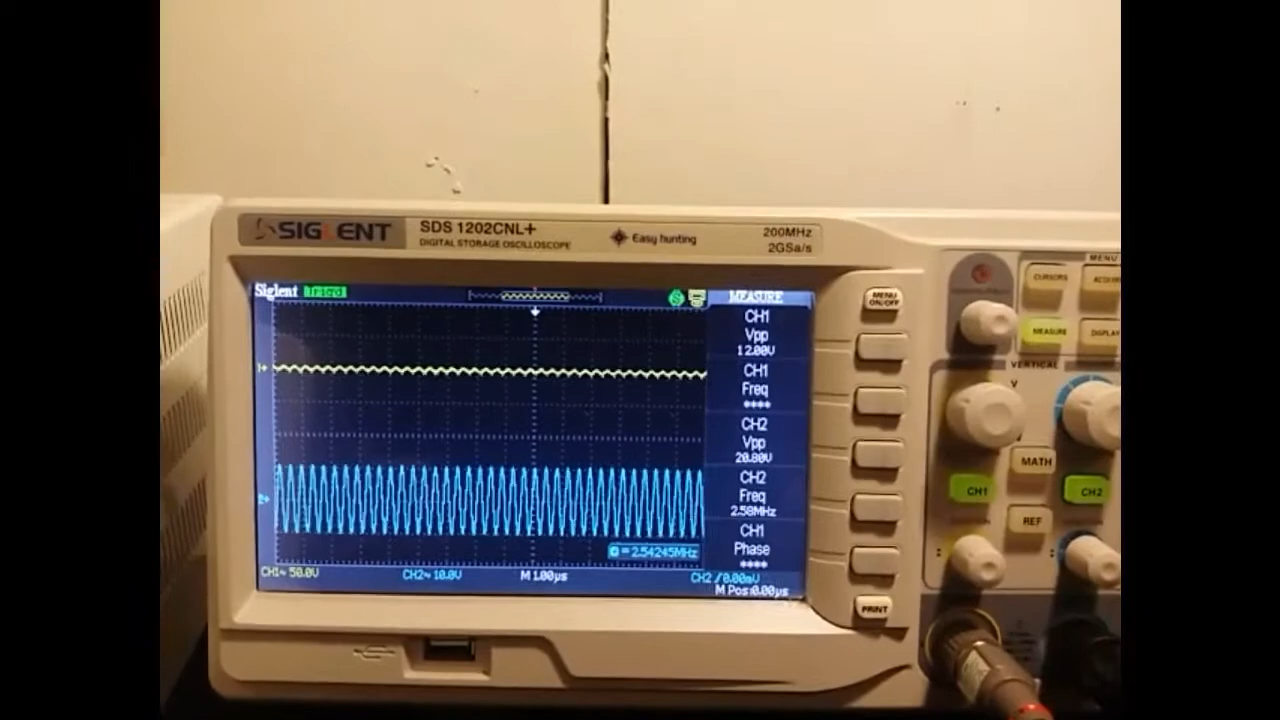 SIGLENT
SDS 1202CNL+
DIGITAL STORAGE OSCILLOSCOPE
Easy hunting
200MHz
2GSa/s
Siglent Trig'd
MEASURE
CH1
Vpp
12.00V
CH1
Freq
****
CH2
Vpp
20.80V
CH2
Freq
2.58MHz
CH1
Phase
****
= 2.54245MHz
CH1~ 50.0V
CH2~ 10.0V
M 1.00µs
CH2 / 0.00mV
M Pos:0.00µs
MENU
ON/OFF
PRINT
MENU
CURSORS
MEASURE
DISPLAY
VERTICAL
V
MATH
CH1
CH2
REF